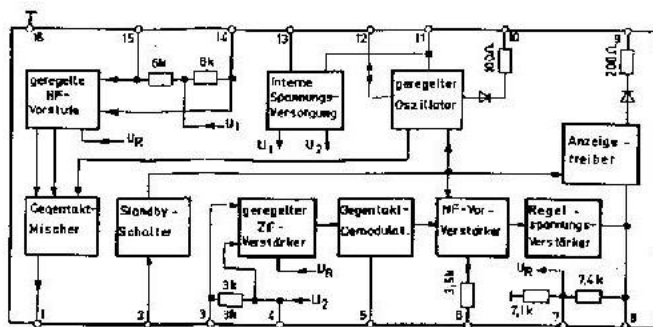 16 15 14 13 12 11 10 9
6k 6k
100Ω
200Ω
geregelte
HF-
Vorstufe
Interne
Spannungs-
Versorgung
geregelter
Oszillator
U1
UR
U1 U2
Anzeige-
treiber
Gegentakt-
Mischer
Standby-
Schalter
geregelter
ZF-
Verstärker
Gegentakt-
Demodulat.
NF-Vor-
Verstärker
Regel
spannungs-
Verstärker
UR
UR
3k
3k
U2
3,5k
7,1k
7,4k
1 2 3 4 5 6 7 8